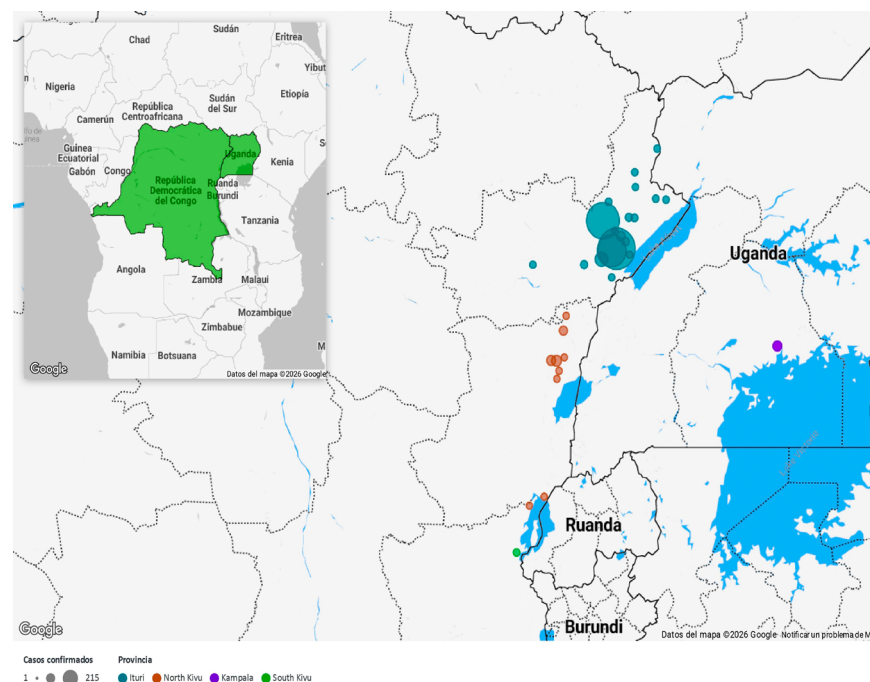 Sudán
Chad
Eritrea
Yibut
Nigeria
Sudán
del Sur
Etiopía
República
Centroafricana
Camerún
Guinea
Ecuatorial
Uganda
Kenia
Gabón
Congo
República
Democrática
del Congo
Ruanda
Burundi
Tanzania
Angola
Zambia
Malaui
Mozambique
Zimbabue
Namibia
Botsuana
M
Google
Datos del mapa ©2026 Google
Uganda
Ruanda
Burundi
Google
Datos del mapa ©2026 Google Notificar un problema de M
Casos confirmados
Provincia
1
215
Ituri
North Kivu
Kampala
South Kivu